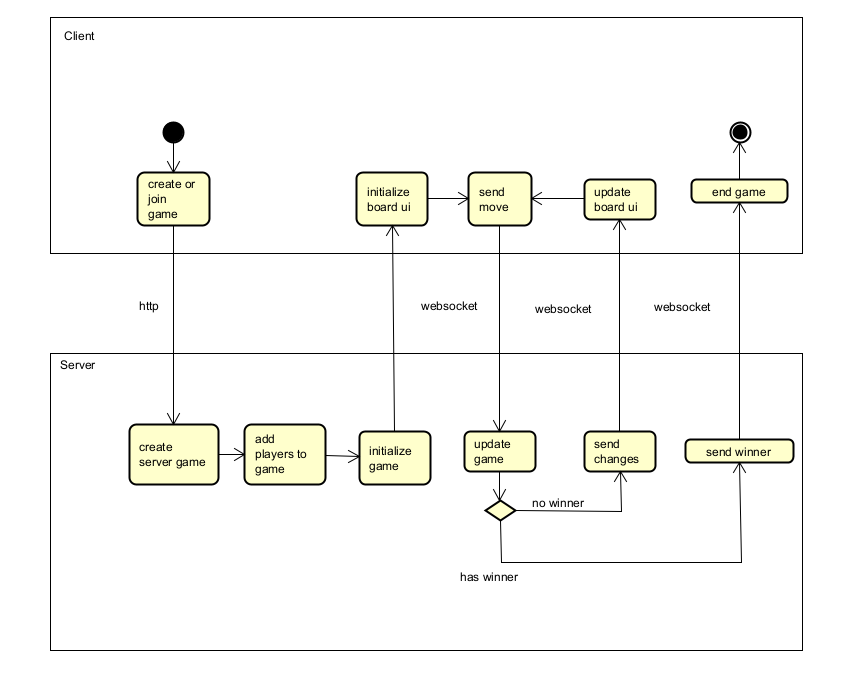 Client
create or
join
game
initialize
board ui
send
move
update
board ui
end game
http
websocket
websocket
websocket
Server
create
server game
add
players to
game
initialize
game
update
game
send
changes
send winner
no winner
has winner